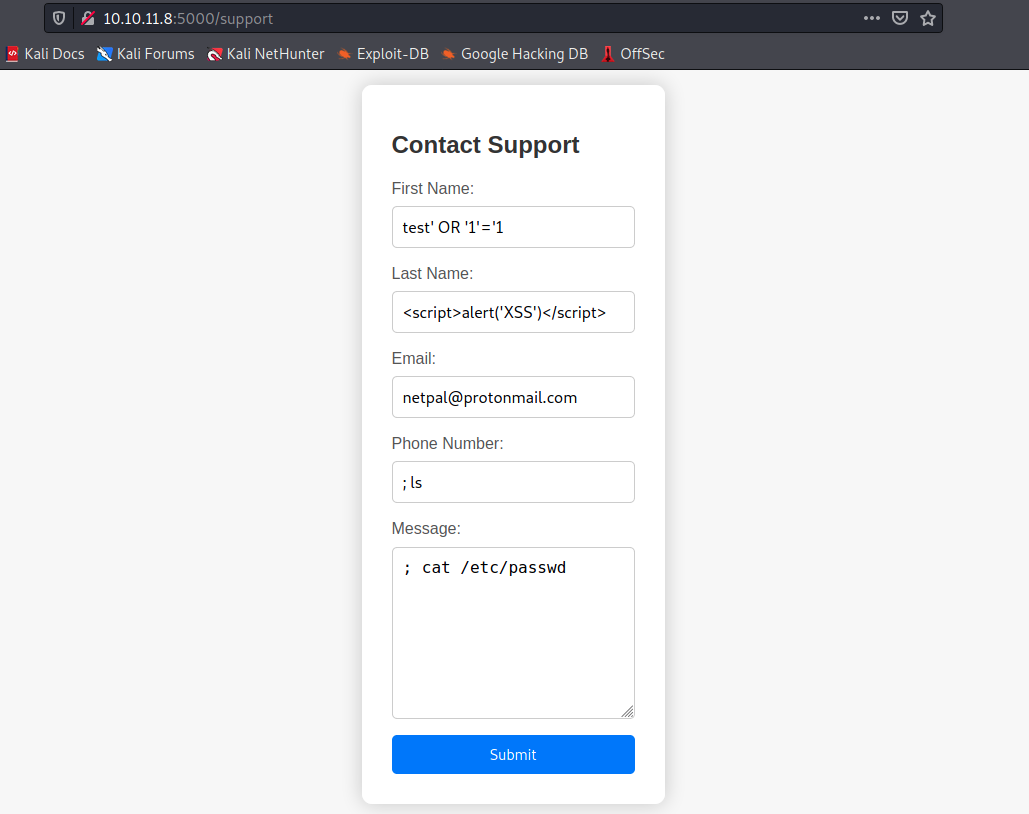 10.10.11.8:5000/support
Kali Docs Kali Forums Kali NetHunter Exploit-DB Google Hacking DB OffSec
Contact Support
First Name:
test' OR '1'='1
Last Name:
<script>alert('XSS')</script>
Email:
netpal@protonmail.com
Phone Number:
; ls
Message:
; cat /etc/passwd
Submit